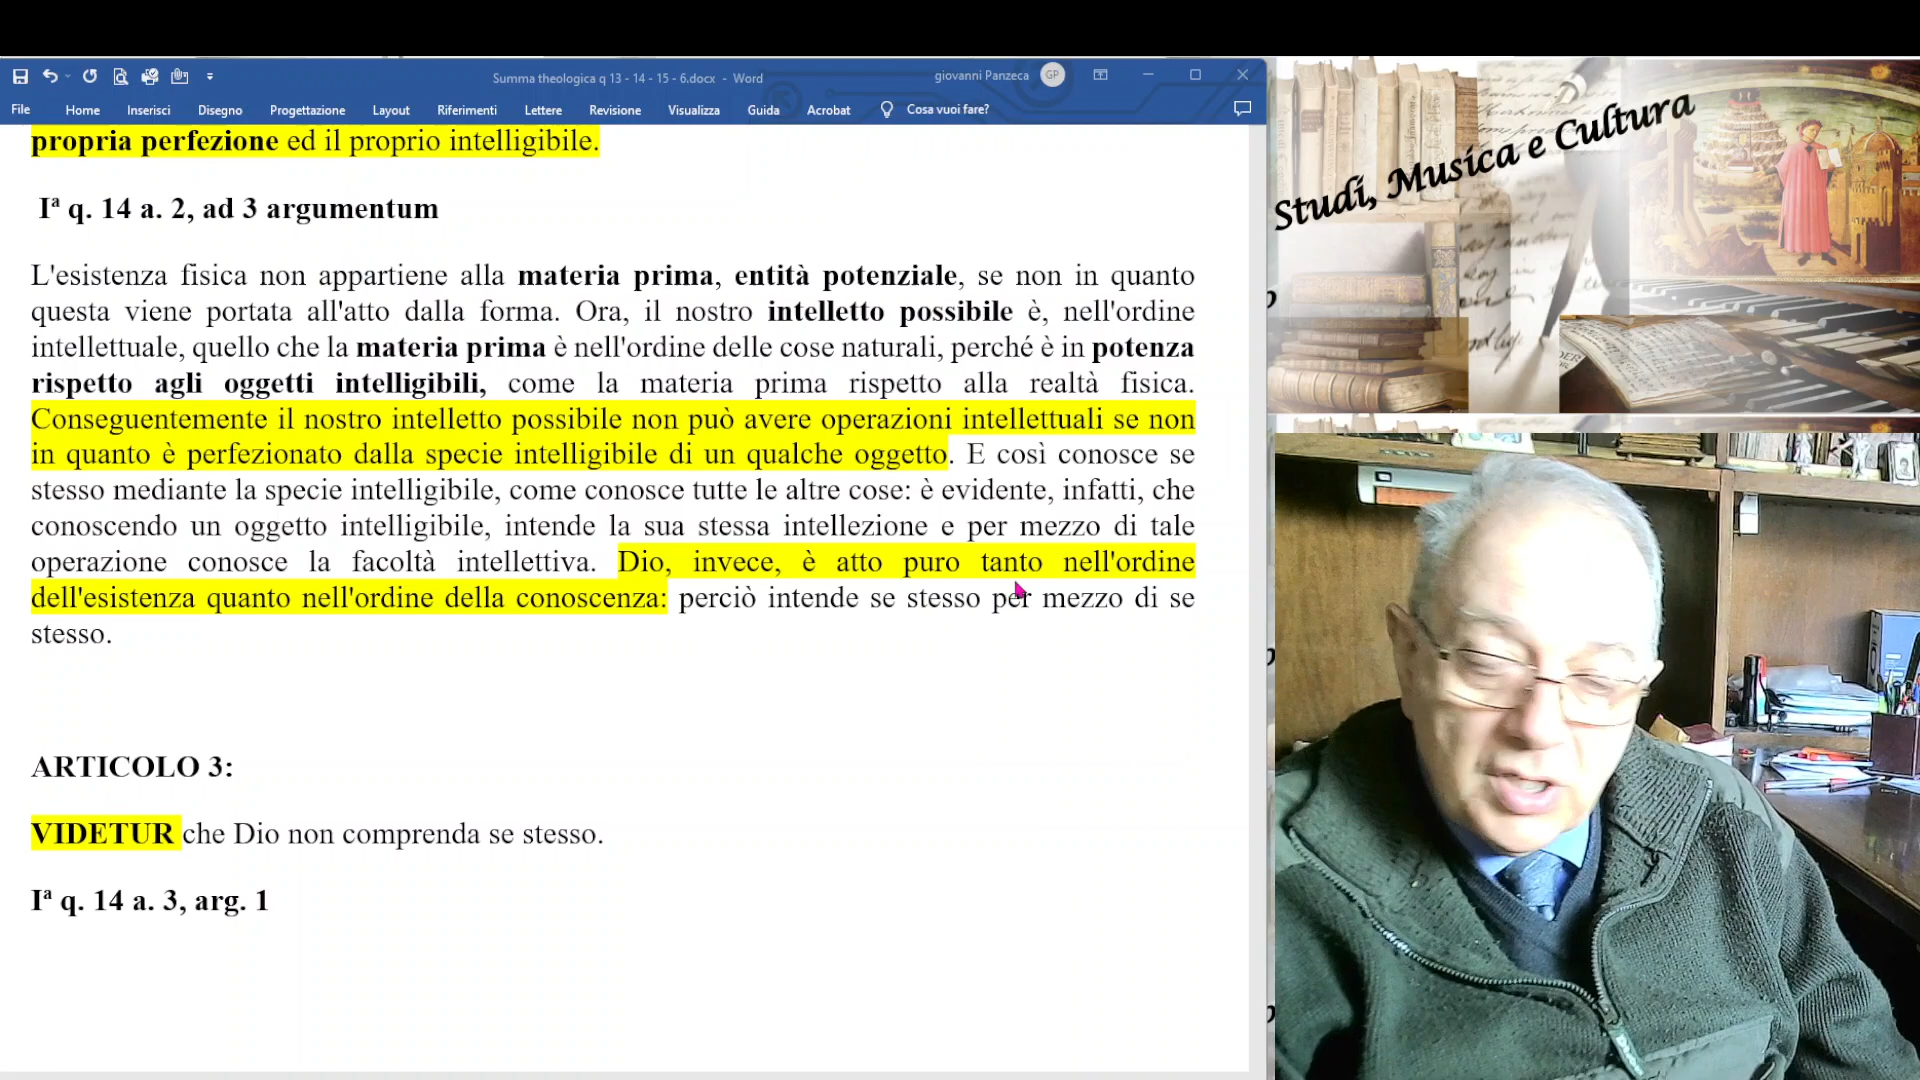 Summa theologica q 13 - 14 - 15 - 6.docx - Word
giovanni Panzeca GP
File Home Inserisci Disegno Progettazione Layout Riferimenti Lettere Revisione Visualizza Guida Acrobat Cosa vuoi fare?
propria perfezione ed il proprio intelligibile.
Iª q. 14 a. 2, ad 3 argumentum
L'esistenza fisica non appartiene alla materia prima, entità potenziale, se non in quanto
questa viene portata all'atto dalla forma. Ora, il nostro intelletto possibile è, nell'ordine
intellettuale, quello che la materia prima è nell'ordine delle cose naturali, perché è in potenza
rispetto agli oggetti intelligibili, come la materia prima rispetto alla realtà fisica.
Conseguentemente il nostro intelletto possibile non può avere operazioni intellettuali se non
in quanto è perfezionato dalla specie intelligibile di un qualche oggetto. E così conosce se
stesso mediante la specie intelligibile, come conosce tutte le altre cose: è evidente, infatti, che
conoscendo un oggetto intelligibile, intende la sua stessa intellezione e per mezzo di tale
operazione conosce la facoltà intellettiva. Dio, invece, è atto puro tanto nell'ordine
dell'esistenza quanto nell'ordine della conoscenza: perciò intende se stesso per mezzo di se
stesso.
ARTICOLO 3:
VIDETUR che Dio non comprenda se stesso.
Iª q. 14 a. 3, arg. 1
Studi, Musica e Cultura